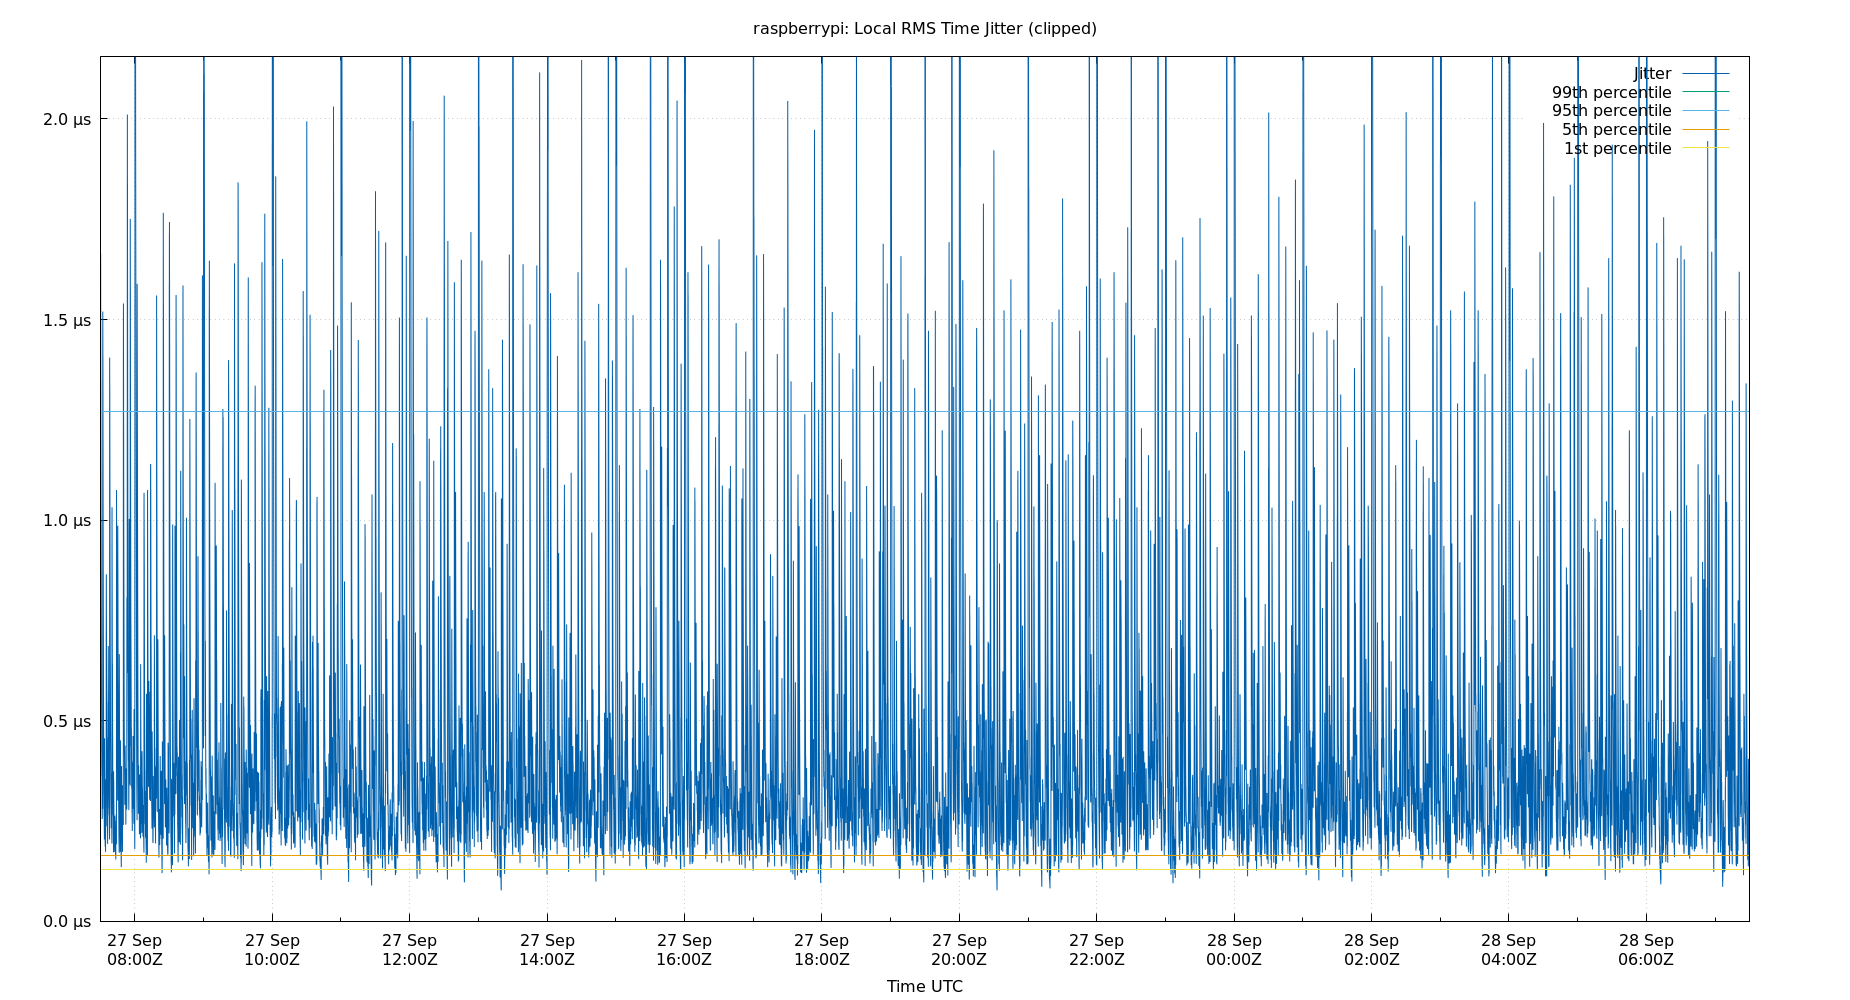 raspberrypi: Local RMS Time Jitter (clipped)
Jitter
99th percentile
95th percentile
5th percentile
1st percentile
2.0 µs
1.5 µs
1.0 µs
0.5 µs
0.0 µs
27 Sep 27 Sep 27 Sep 27 Sep 27 Sep 27 Sep 27 Sep 27 Sep 28 Sep 28 Sep 28 Sep 28 Sep
08:00Z 10:00Z 12:00Z 14:00Z 16:00Z 18:00Z 20:00Z 22:00Z 00:00Z 02:00Z 04:00Z 06:00Z
Time UTC